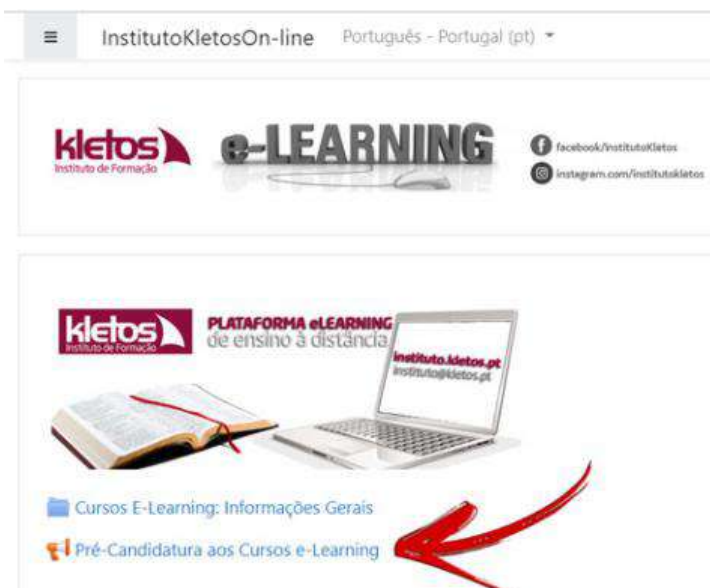 InstitutoKletosOn-line Português - Portugal (pt)
kletos
Instituto de Formação
e-LEARNING
facebook/InstitutoKletos
instagram.com/institutokletos
kletos
Instituto de Formação
PLATAFORMA eLEARNING
de ensino à distância
instituto.kletos.pt
instituto@kletos.pt
Cursos E-Learning: Informações Gerais
Pré-Candidatura aos Cursos e-Learning